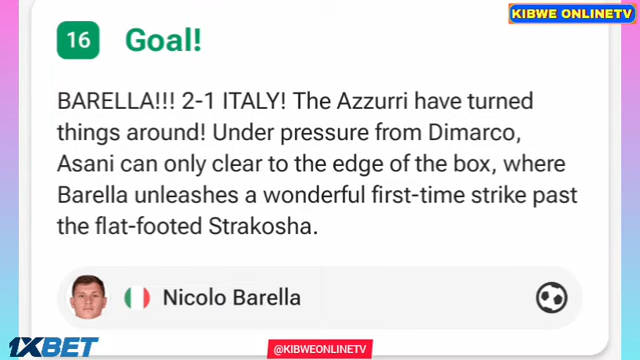 KIBWE ONLINETV
16 Goal!
BARELLA!!! 2-1 ITALY! The Azzurri have turned
things around! Under pressure from Dimarco,
Asani can only clear to the edge of the box, where
Barella unleashes a wonderful first-time strike past
the flat-footed Strakosha.
Nicolo Barella
1XBET
@KIBWEONLINETV